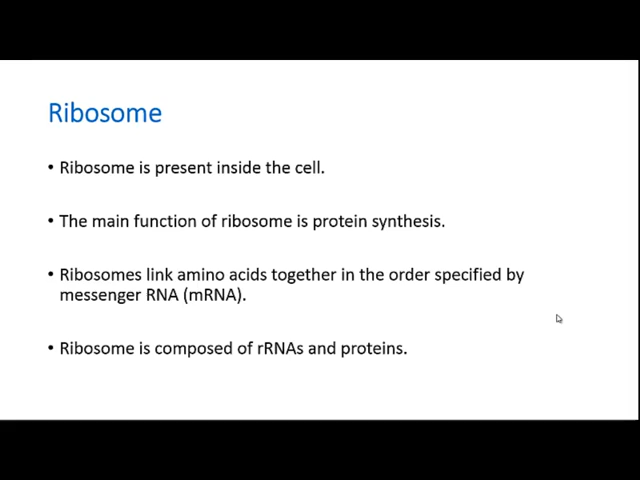 Ribosome
• Ribosome is present inside the cell.
• The main function of ribosome is protein synthesis.
• Ribosomes link amino acids together in the order specified by
messenger RNA (mRNA).
• Ribosome is composed of rRNAs and proteins.